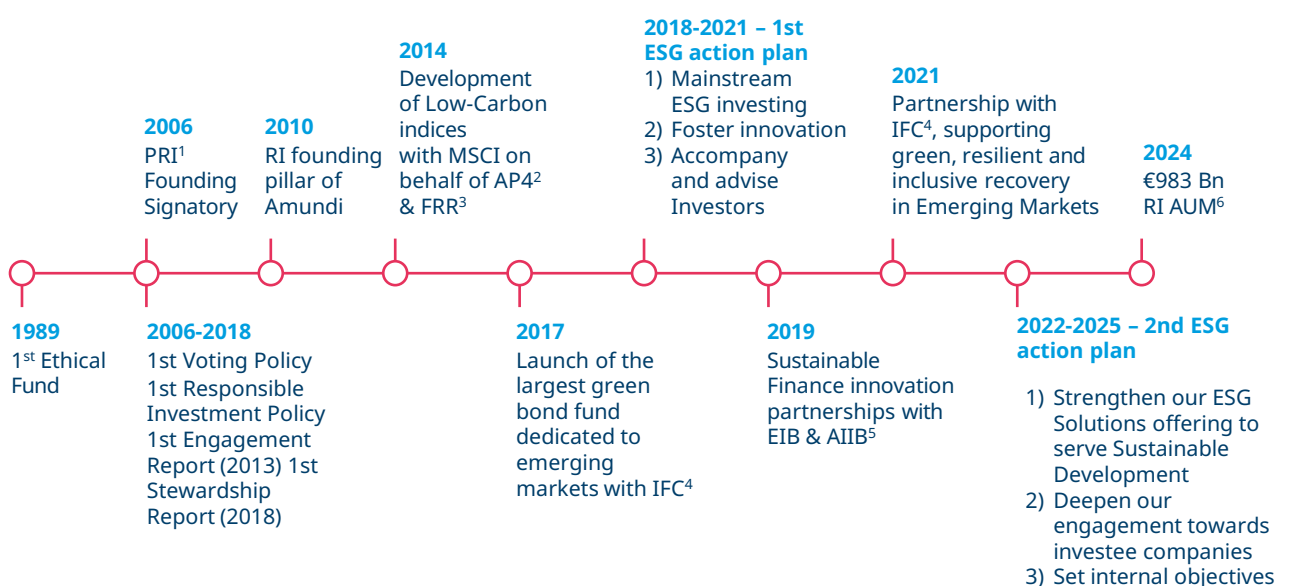 2018-2021 – 1st
ESG action plan
1) Mainstream
ESG investing
2) Foster innovation
3) Accompany
and advise
Investors
2014
Development
of Low-Carbon
indices
with MSCI on
behalf of AP4²
& FRR³
2021
Partnership with
IFC⁴, supporting
green, resilient and
inclusive recovery
in Emerging Markets
2006
PRI¹
Founding
Signatory
2010
RI founding
pillar of
Amundi
2024
€983 Bn
RI AUM⁶
1989
1st Ethical
Fund
2006-2018
1st Voting Policy
1st Responsible
Investment Policy
1st Engagement
Report (2013) 1st
Stewardship
Report (2018)
2017
Launch of the
largest green
bond fund
dedicated to
emerging
markets with IFC⁴
2019
Sustainable
Finance innovation
partnerships with
EIB & AIIB⁵
2022-2025 – 2nd ESG
action plan
1) Strengthen our ESG
Solutions offering to
serve Sustainable
Development
2) Deepen our
engagement towards
investee companies
3) Set internal objectives